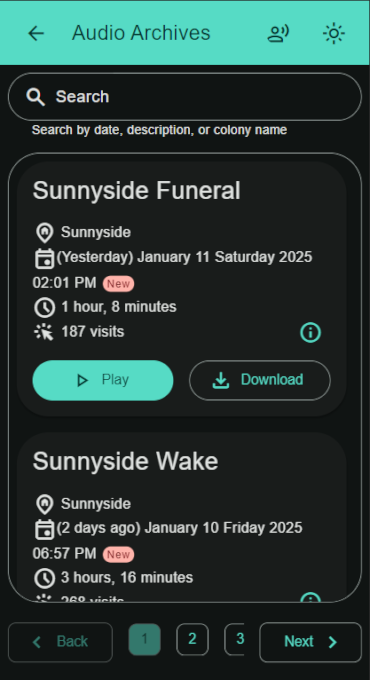 Audio Archives
Search
Search by date, description, or colony name
Sunnyside Funeral
Sunnyside
(Yesterday) January 11 Saturday 2025
02:01 PM New
1 hour, 8 minutes
187 visits
Play Download
Sunnyside Wake
Sunnyside
(2 days ago) January 10 Friday 2025
06:57 PM New
3 hours, 16 minutes
268 visits
Back 1 2 3 Next